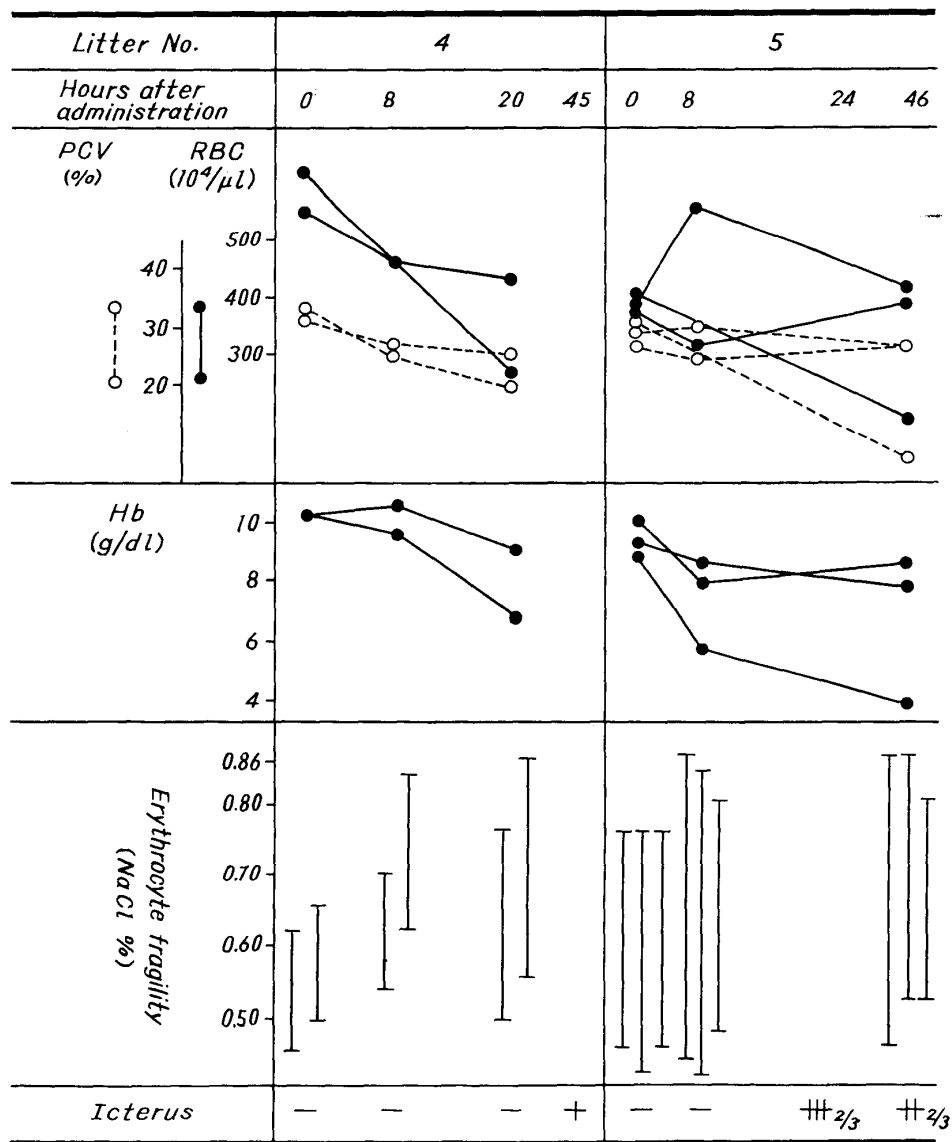 Litter No. 4 5
Hours after
administration 0 8 20 45 0 8 24 46
PCV RBC
(%) (10⁴/μl)
500
40
400
30
300
20
Hb
(g/dl)
10
8
6
4
0.86
0.80
0.70
0.60
0.50
Erythrocyte fragility
(NaCl %)
Icterus — — — + — — ⧻ 2/3 ⧺ 2/3